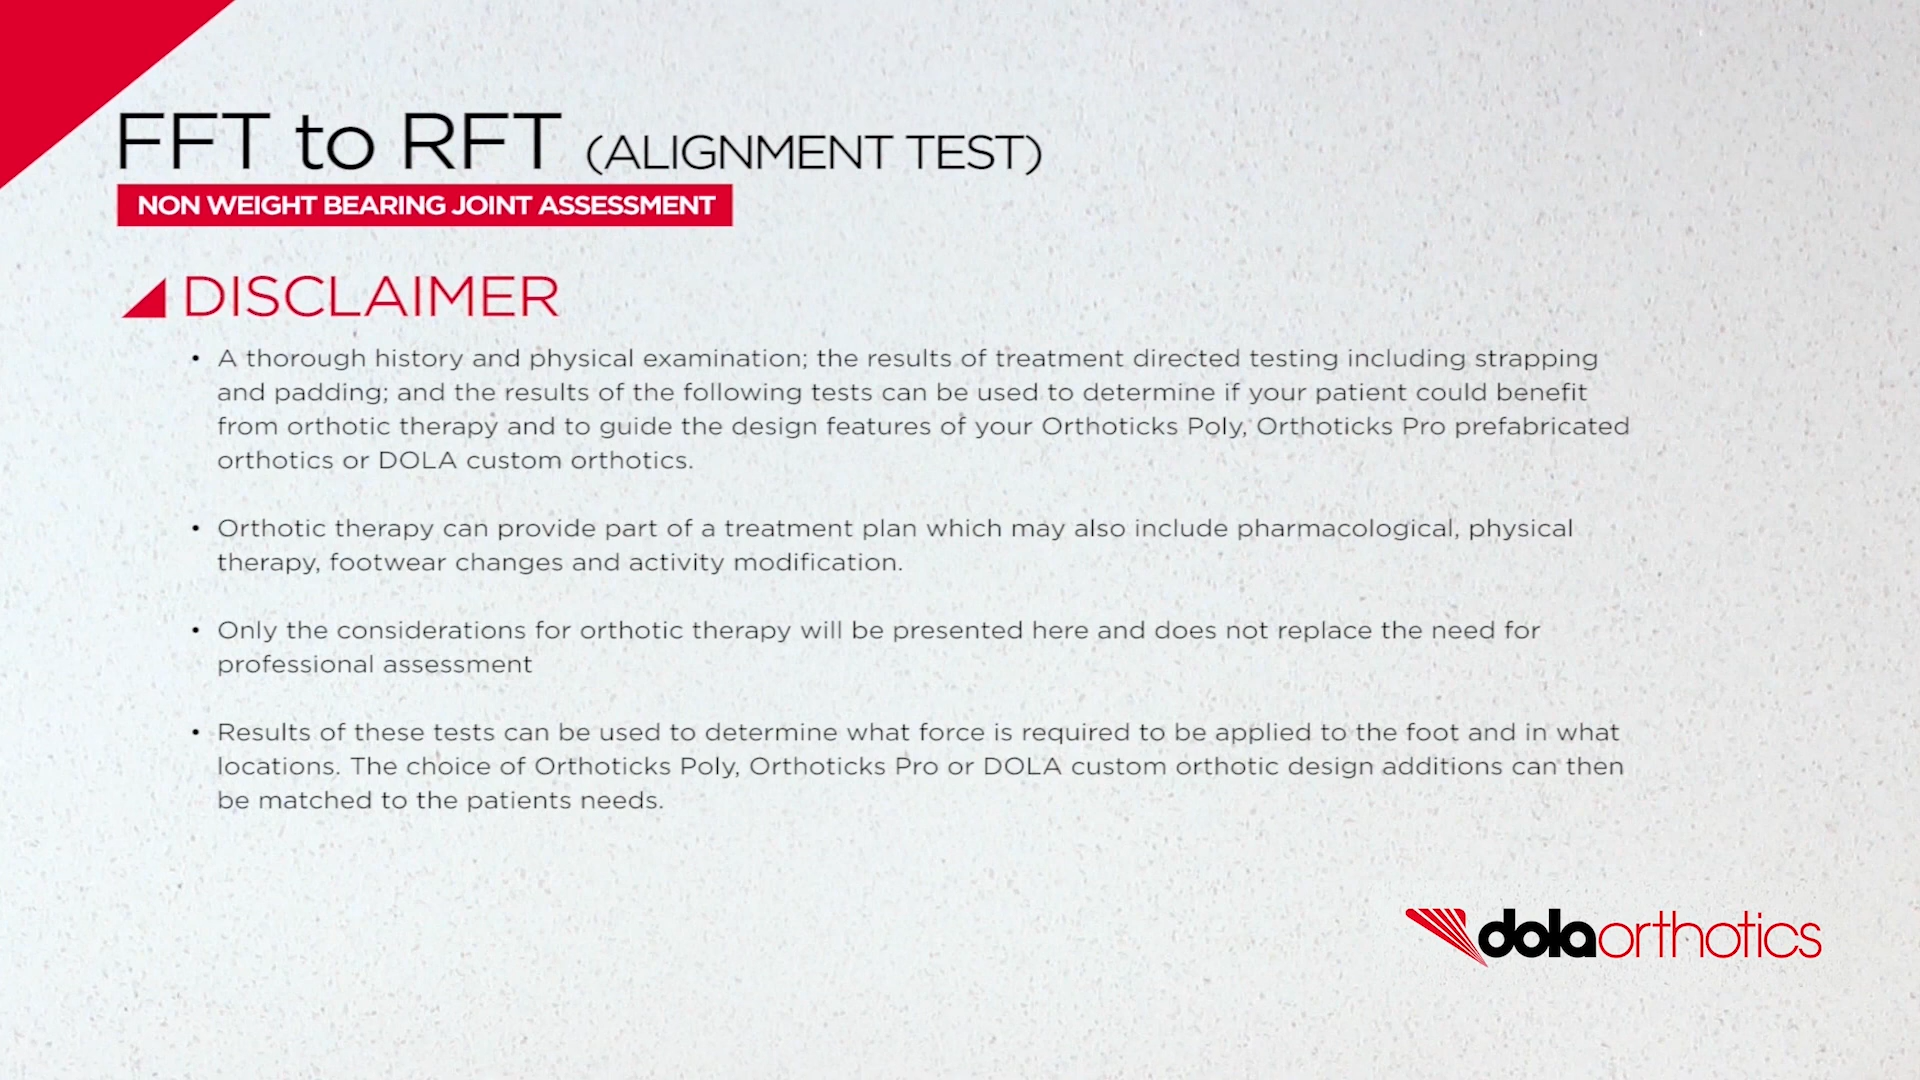 FFT to RFT (ALIGNMENT TEST)
NON WEIGHT BEARING JOINT ASSESSMENT
DISCLAIMER
• A thorough history and physical examination; the results of treatment directed testing including strapping
and padding; and the results of the following tests can be used to determine if your patient could benefit
from orthotic therapy and to guide the design features of your Orthoticks Poly, Orthoticks Pro prefabricated
orthotics or DOLA custom orthotics.
• Orthotic therapy can provide part of a treatment plan which may also include pharmacological, physical
therapy, footwear changes and activity modification.
• Only the considerations for orthotic therapy will be presented here and does not replace the need for
professional assessment
• Results of these tests can be used to determine what force is required to be applied to the foot and in what
locations. The choice of Orthoticks Poly, Orthoticks Pro or DOLA custom orthotic design additions can then
be matched to the patients needs.
dolaorthotics